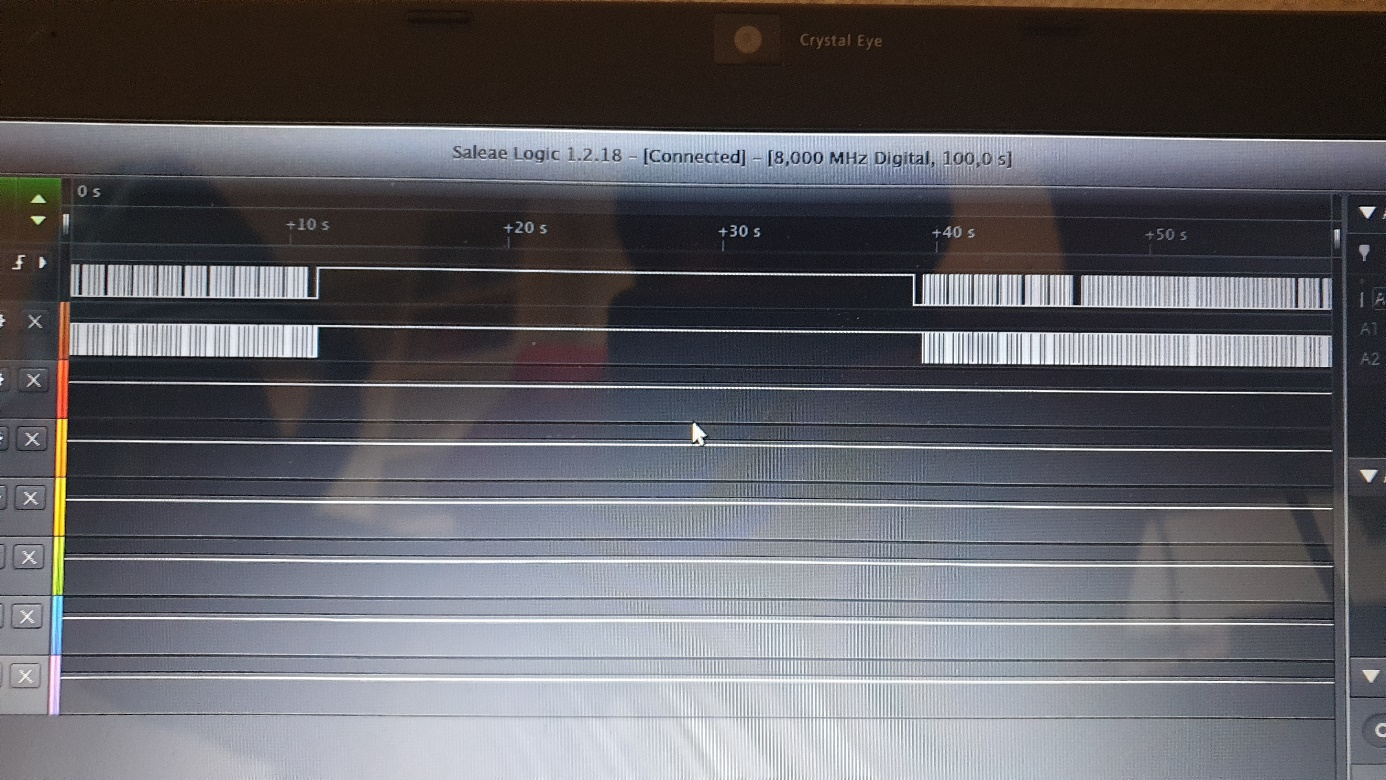 Crystal Eye
Saleae Logic 1.2.18 – [Connected] – [8,000 MHz Digital, 100,0 s]
0 s
+10 s
+20 s
+30 s
+40 s
+50 s
A1
A2